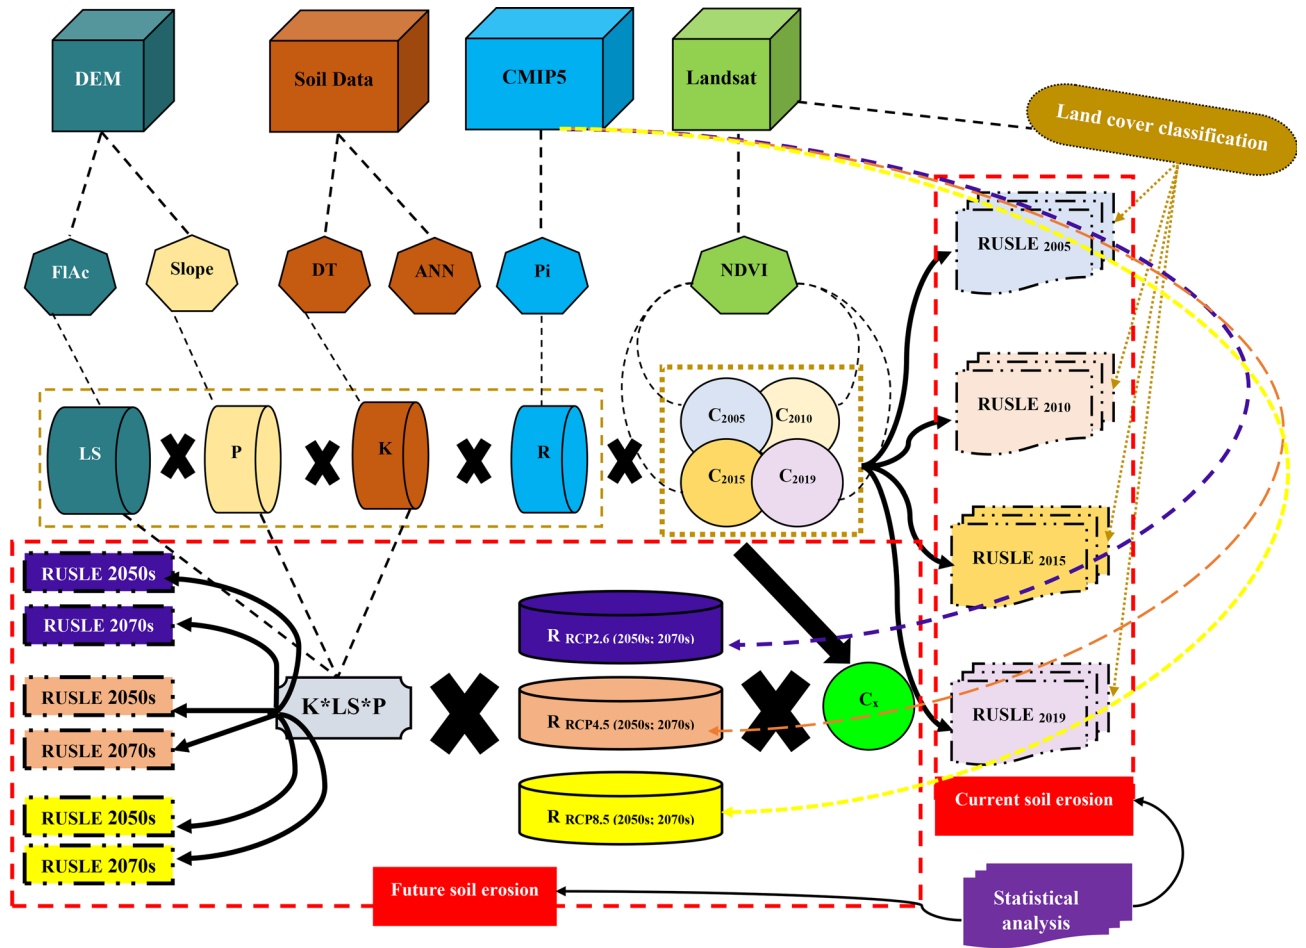 DEM
Soil Data
CMIP5
Landsat
Land cover classification
FlAc
Slope
DT
ANN
Pi
NDVI
RUSLE 2005
RUSLE 2010
RUSLE 2015
RUSLE 2019
LS
P
K
R
C2005
C2010
C2015
C2019
RUSLE 2050s
RUSLE 2070s
RUSLE 2050s
RUSLE 2070s
RUSLE 2050s
RUSLE 2070s
K*LS*P
R RCP2.6 (2050s; 2070s)
R RCP4.5 (2050s; 2070s)
R RCP8.5 (2050s; 2070s)
Cx
Current soil erosion
Future soil erosion
Statistical
analysis